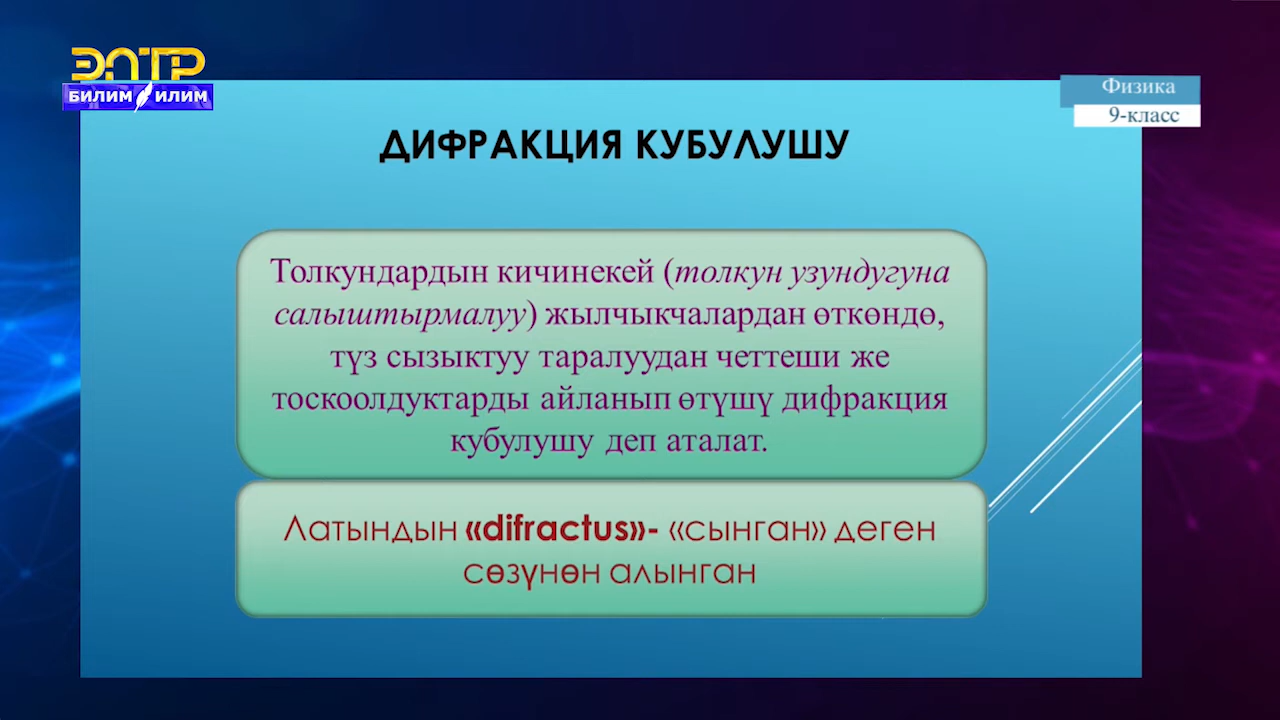 ЭЛТР
БИЛИМ ИЛИМ
Физика
9-класс
ДИФРАКЦИЯ КУБУЛУШУ
Толкундардын кичинекей (толкун узундугуна
салыштырмалуу) жылчыкчалардан өткөндө,
түз сызыктуу таралуудан четтеши же
тоскоолдуктарды айланып өтүшү дифракция
кубулушу деп аталат.
Латындын «difractus»- «сынган» деген
сөзүнөн алынган